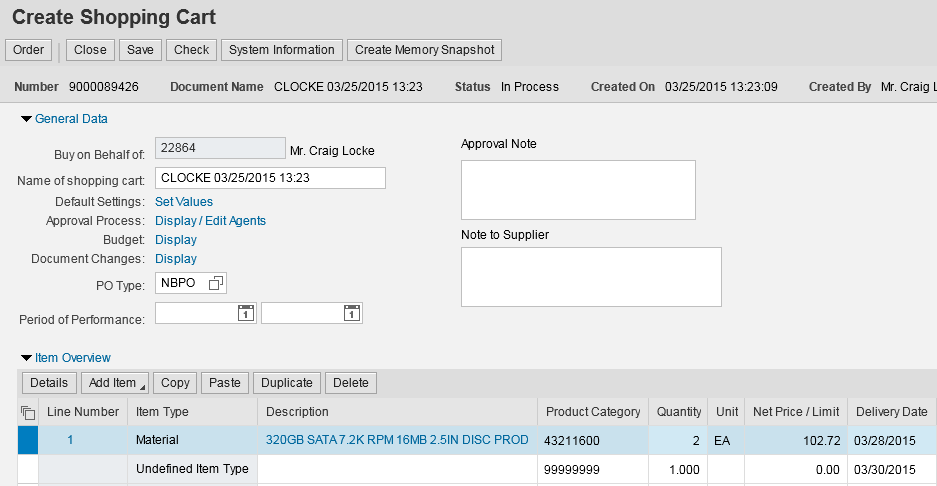 Create Shopping Cart
Order Close Save Check System Information Create Memory Snapshot
Number 9000089426 Document Name CLOCKE 03/25/2015 13:23 Status In Process Created On 03/25/2015 13:23:09 Created By Mr. Craig L
General Data
Buy on Behalf of: 22864 Mr. Craig Locke
Approval Note
Name of shopping cart: CLOCKE 03/25/2015 13:23
Default Settings: Set Values
Approval Process: Display / Edit Agents
Budget: Display
Note to Supplier
Document Changes: Display
PO Type: NBPO
Period of Performance: 1 1
Item Overview
Details Add Item Copy Paste Duplicate Delete
Line Number Item Type Description Product Category Quantity Unit Net Price / Limit Delivery Date
1 Material 320GB SATA 7.2K RPM 16MB 2.5IN DISC PROD 43211600 2 EA 102.72 03/28/2015
Undefined Item Type 99999999 1.000 0.00 03/30/2015